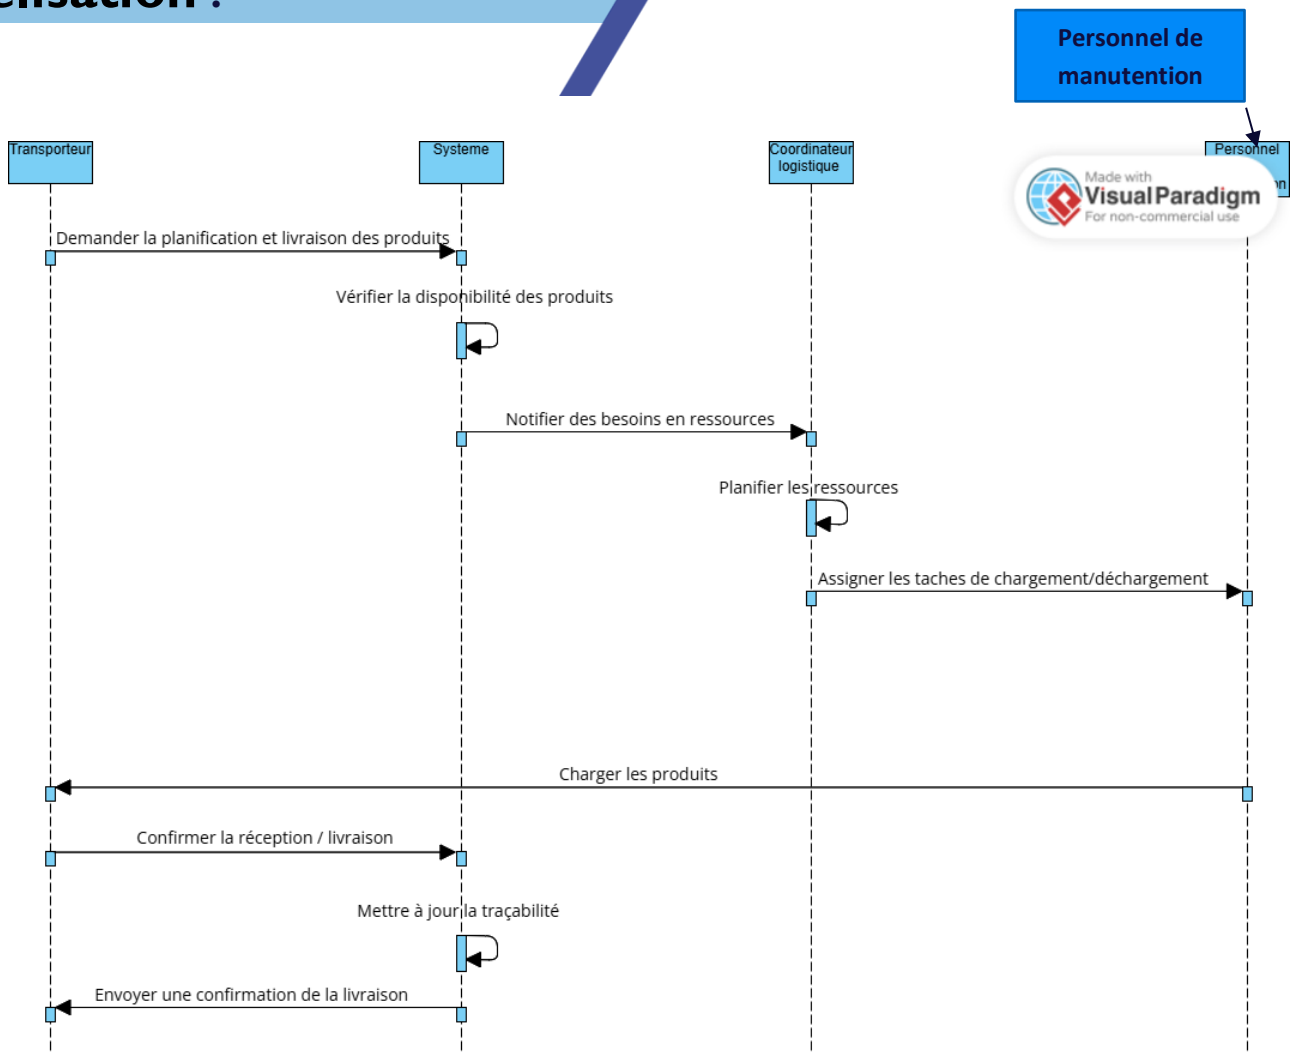 elisation :
Personnel de
manutention
Transporteur
Systeme
Coordinateur
logistique
Personnel
Made with
Visual Paradigm
For non-commercial use
Demander la planification et livraison des produits
Vérifier la disponibilité des produits
Notifier des besoins en ressources
Planifier les ressources
Assigner les taches de chargement/déchargement
Charger les produits
Confirmer la réception / livraison
Mettre à jour la traçabilité
Envoyer une confirmation de la livraison